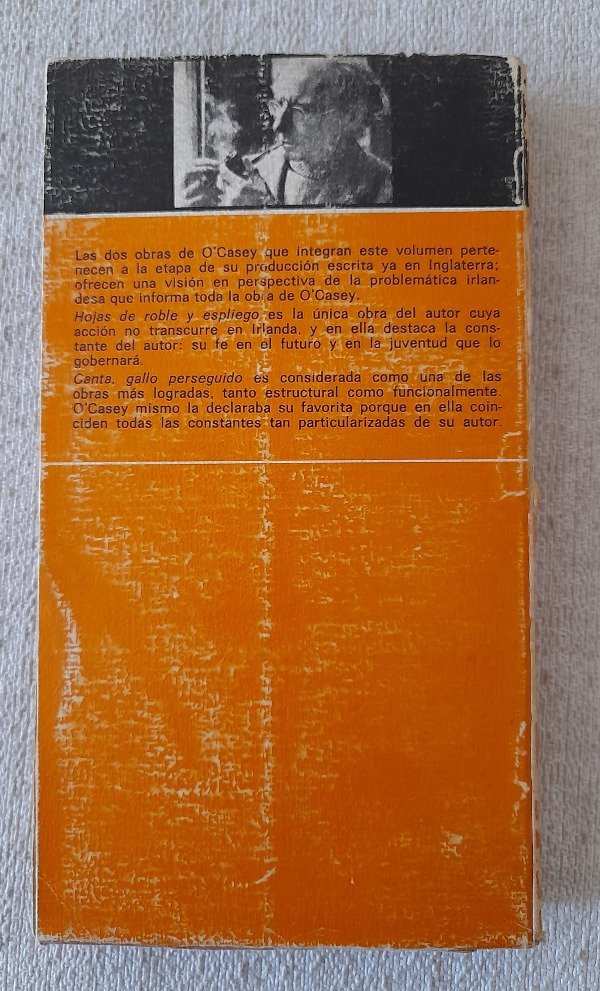 Las dos obras de O'Casey que integran este volumen perte-
necen a la etapa de su producción escrita ya en Inglaterra;
ofrecen una visión en perspectiva de la problemática irlan-
desa que informa toda la obra de O'Casey.
Hojas de roble y espliego es la única obra del autor cuya
acción no transcurre en Irlanda, y en ella destaca la cons-
tante del autor: su fe en el futuro y en la juventud que lo
gobernará.
Canta, gallo perseguido es considerada como una de las
obras más logradas, tanto estructural como funcionalmente.
O'Casey mismo la declaraba su favorita porque en ella coin-
ciden todas las constantes tan particularizadas de su autor.